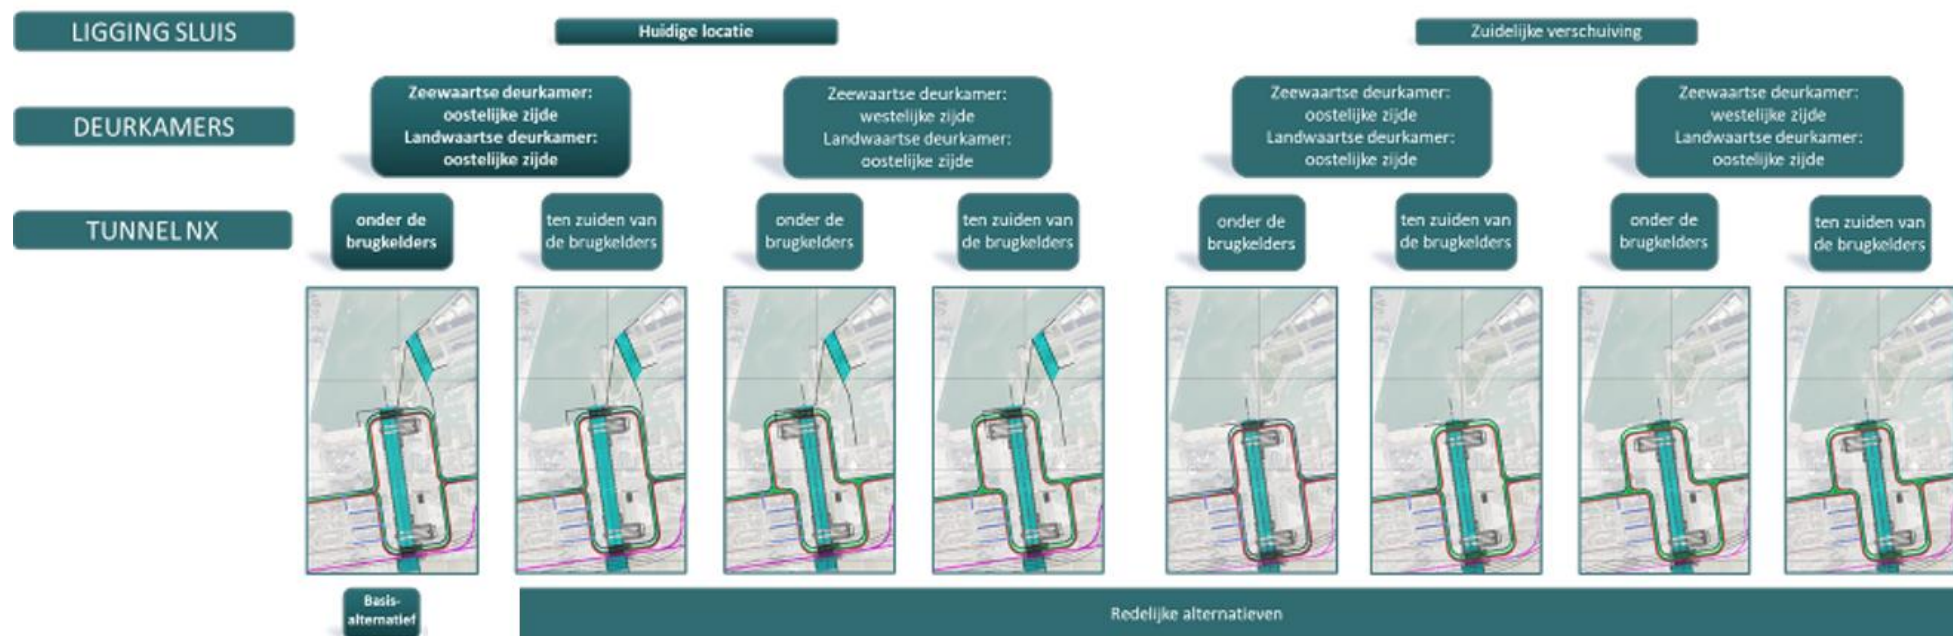 LIGGING SLUIS
Huidige locatie
Zuidelijke verschuiving
DEURKAMERS
Zeewaartse deurkamer:
oostelijke zijde
Landwaartse deurkamer:
oostelijke zijde
Zeewaartse deurkamer:
westelijke zijde
Landwaartse deurkamer:
oostelijke zijde
Zeewaartse deurkamer:
oostelijke zijde
Landwaartse deurkamer:
oostelijke zijde
Zeewaartse deurkamer:
westelijke zijde
Landwaartse deurkamer:
oostelijke zijde
TUNNEL NX
onder de
brugkelders
ten zuiden van
de brugkelders
onder de
brugkelders
ten zuiden van
de brugkelders
onder de
brugkelders
ten zuiden van
de brugkelders
onder de
brugkelders
ten zuiden van
de brugkelders
Basis-
alternatief
Redelijke alternatieven